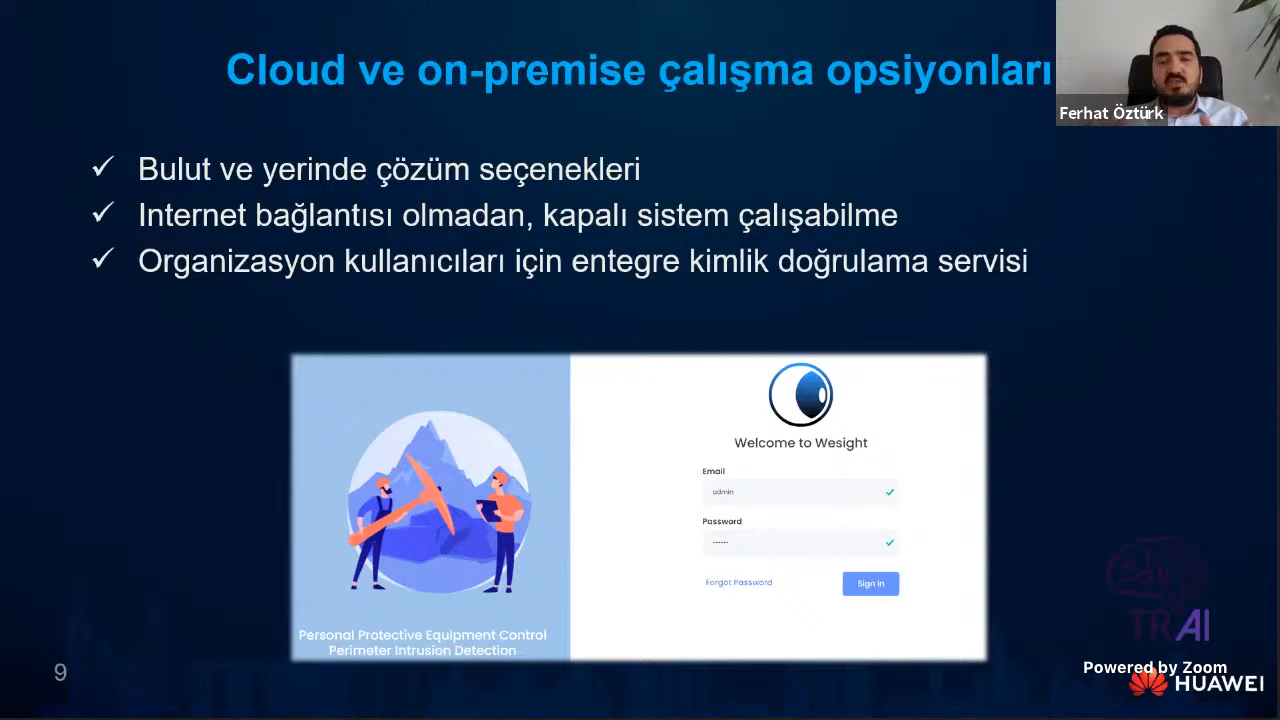 Cloud ve on-premise çalışma opsiyonları
Ferhat Öztürk
✓ Bulut ve yerinde çözüm seçenekleri
✓ Internet bağlantısı olmadan, kapalı sistem çalışabilme
✓ Organizasyon kullanıcıları için entegre kimlik doğrulama servisi
Welcome to Wesight
Email
admin
Password
······
Forgot Password
Sign In
Personal Protective Equipment Control
Perimeter Intrusion Detection
TRAI
9
Powered by Zoom
HUAWEI